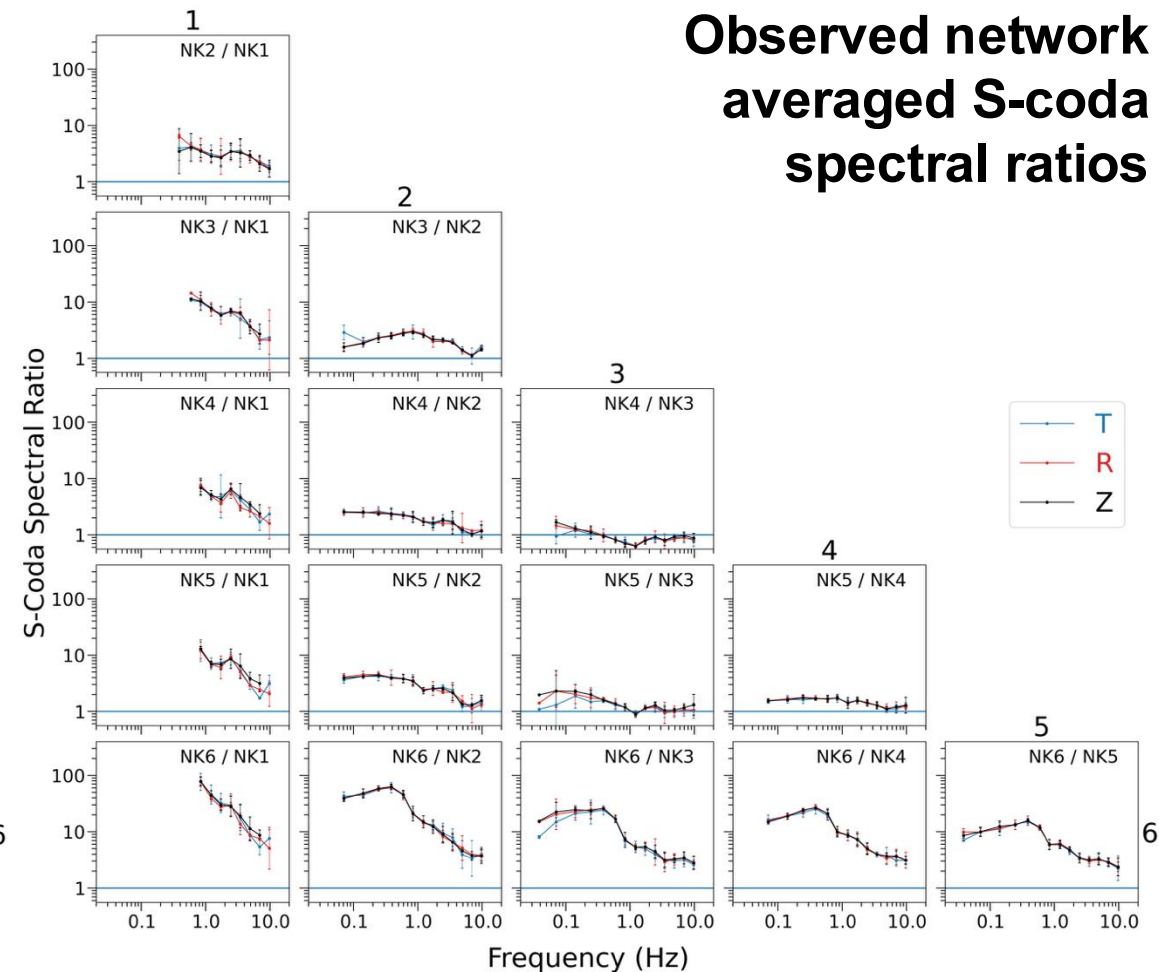 Observed network
averaged S-coda
spectral ratios
1
NK2 / NK1
100
10
1
2
NK3 / NK1
NK3 / NK2
100
10
1
3
NK4 / NK1
NK4 / NK2
NK4 / NK3
100
10
1
T
R
Z
4
NK5 / NK1
NK5 / NK2
NK5 / NK3
NK5 / NK4
100
10
1
5
NK6 / NK1
NK6 / NK2
NK6 / NK3
NK6 / NK4
NK6 / NK5
100
10
1
6
6
0.1 1.0 10.0 0.1 1.0 10.0 0.1 1.0 10.0 0.1 1.0 10.0 0.1 1.0 10.0
Frequency (Hz)
S-Coda Spectral Ratio